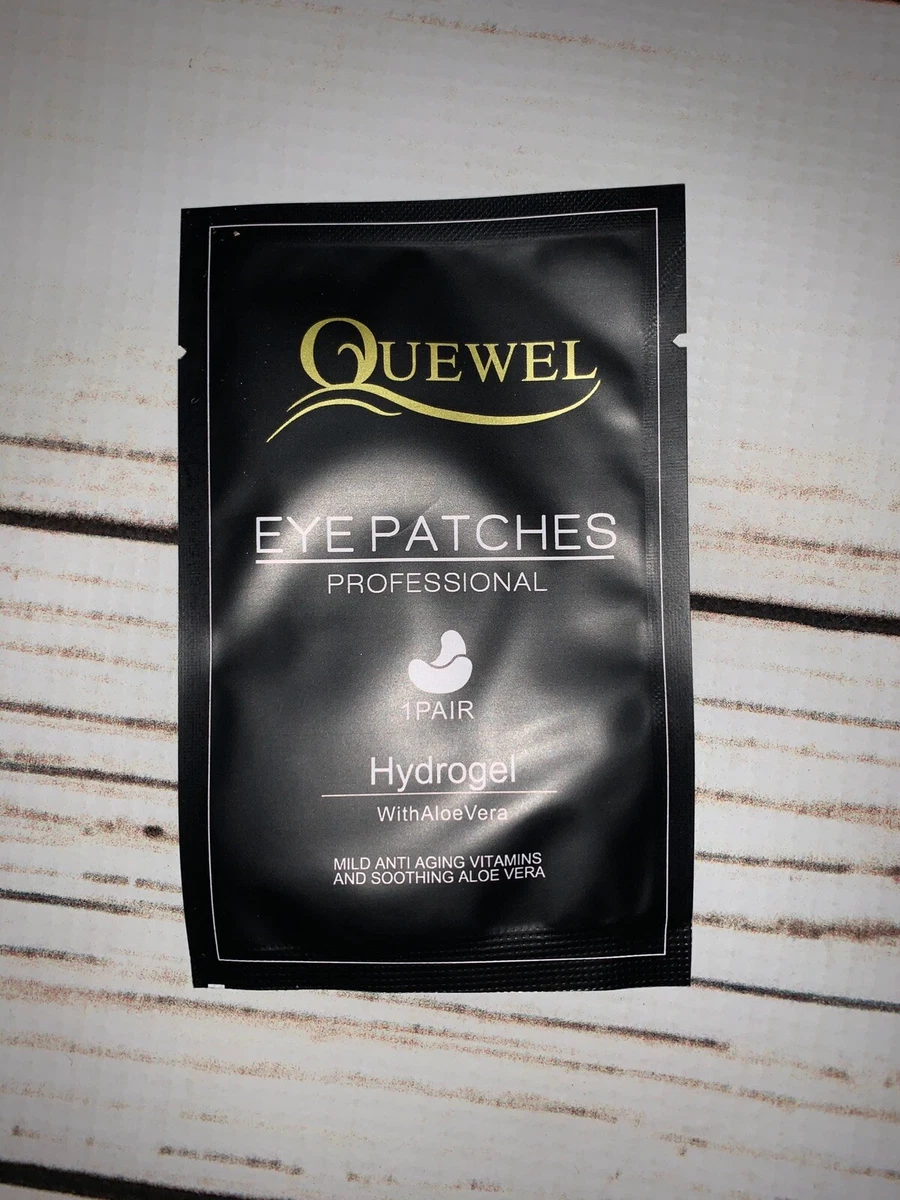 QUEWEL
EYE PATCHES
PROFESSIONAL
1PAIR
Hydrogel
WithAloeVera
MILD ANTI AGING VITAMINS
AND SOOTHING ALOE VERA